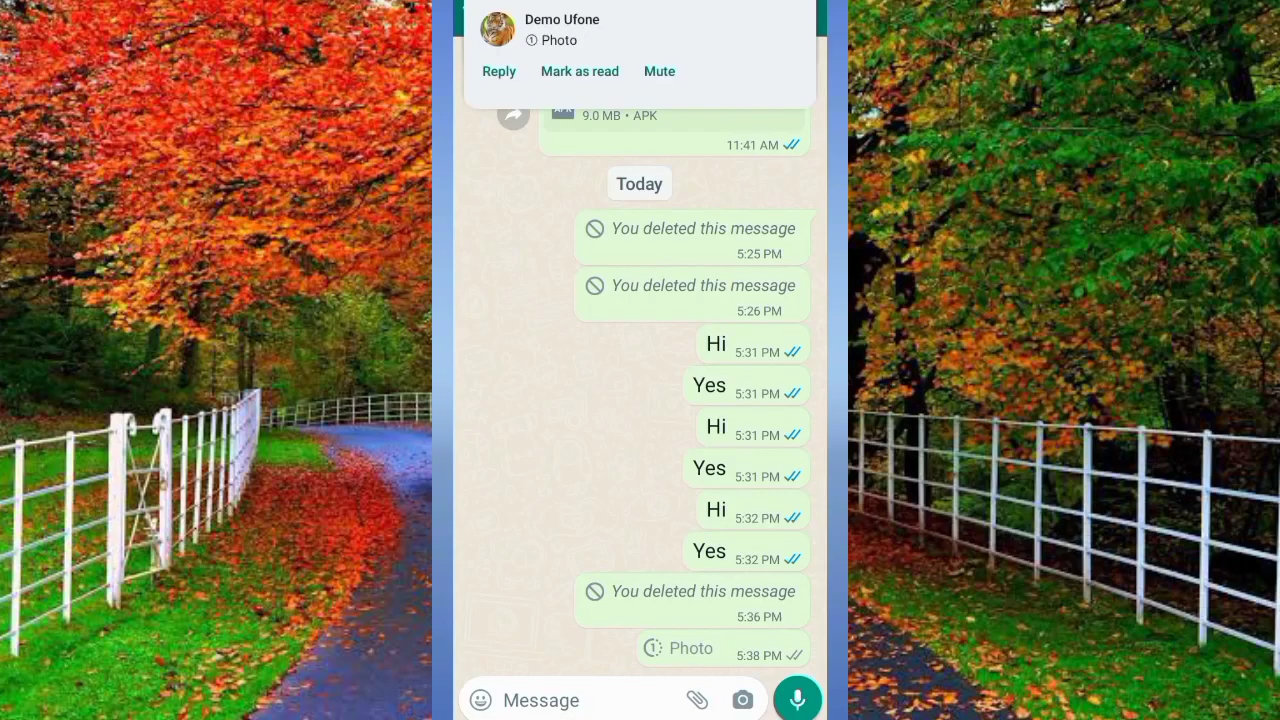 Demo Ufone
① Photo
Reply Mark as read Mute
APK
9.0 MB • APK
11:41 AM
Today
You deleted this message
5:25 PM
You deleted this message
5:26 PM
Hi 5:31 PM
Yes 5:31 PM
Hi 5:31 PM
Yes 5:31 PM
Hi 5:32 PM
Yes 5:32 PM
You deleted this message
5:36 PM
1 Photo 5:38 PM
Message